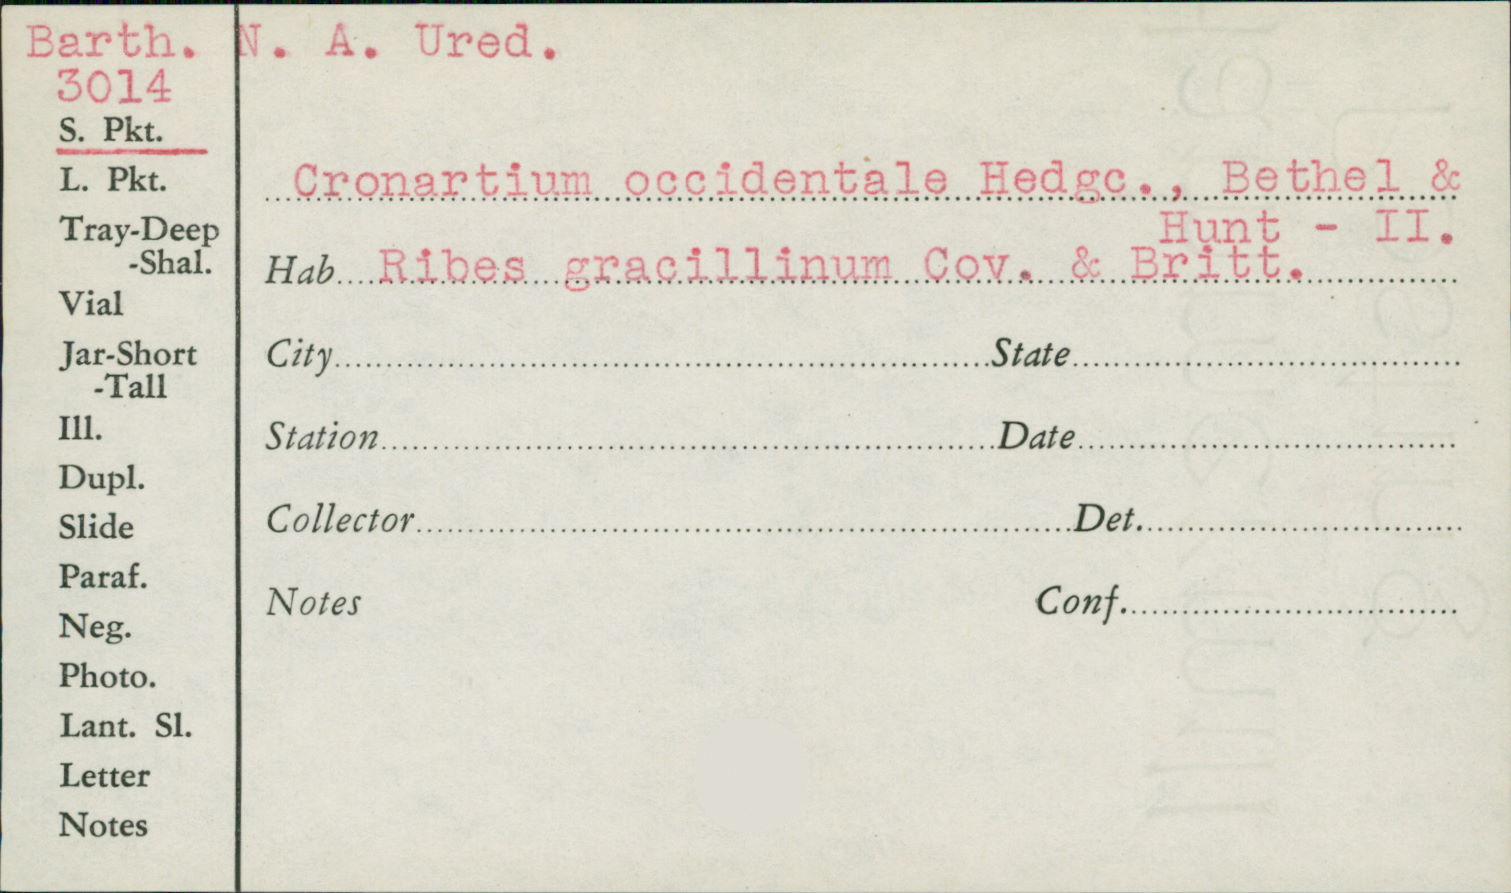 Barth. N. A. Ured.
3014
S. Pkt.
L. Pkt.
Tray-Deep
-Shal.
Vial
Jar-Short
-Tall
Ill.
Dupl.
Slide
Paraf.
Neg.
Photo.
Lant. Sl.
Letter
Notes
Cronartium occidentale Hedgc., Bethel &
Hunt - II.
Hab Ribes gracillinum Cov. & Britt.
City State
Station Date
Collector Det.
Notes Conf.